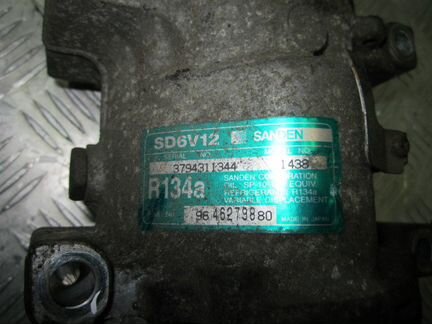 SD6V12 SANDEN
SERIAL NO.
3794311344 1438
R134a SANDEN CORPORATION
OIL SP-10 EQUIV.
REFRIGERANT R134a
VARIABLE DISPLACEMENT
NO. 9646279880 MADE IN JAPAN